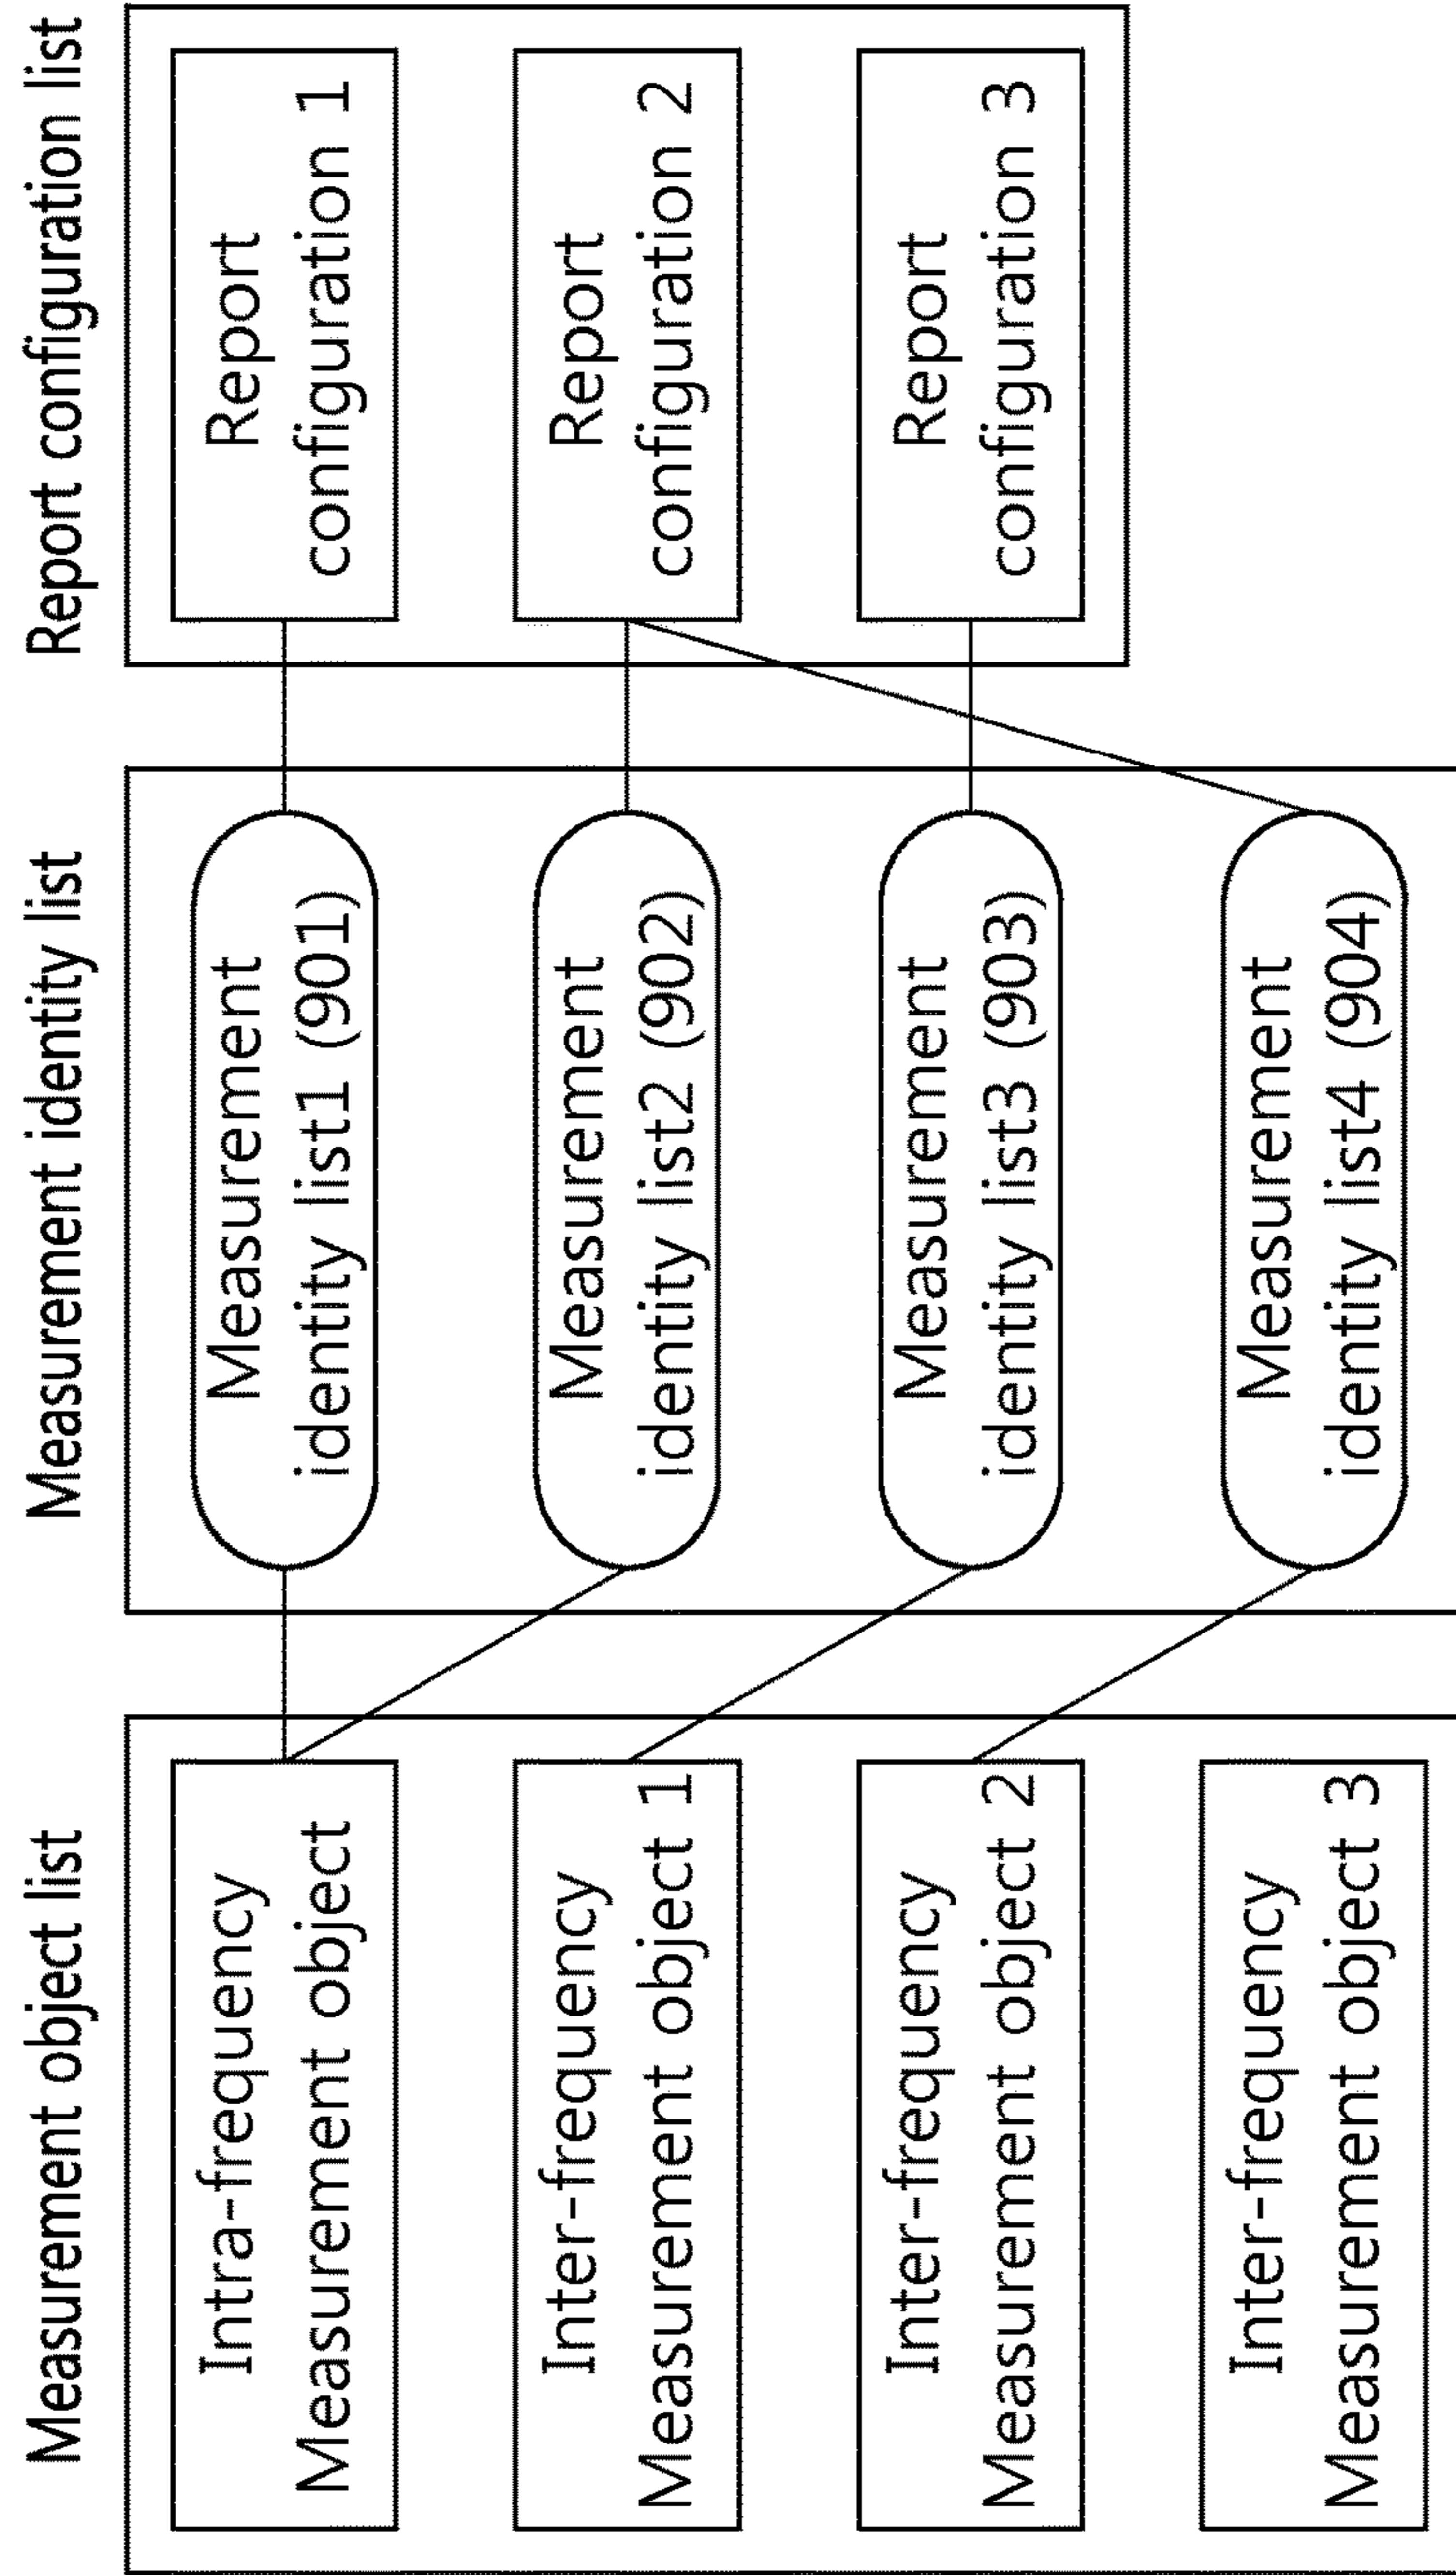 Measurement object list
Intra-frequency
Measurement object
Inter-frequency
Measurement object 1
Inter-frequency
Measurement object 2
Inter-frequency
Measurement object 3
Measurement identity list
Measurement
identity list1 (901)
Measurement
identity list2 (902)
Measurement
identity list3 (903)
Measurement
identity list4 (904)
Report configuration list
Report
configuration 1
Report
configuration 2
Report
configuration 3